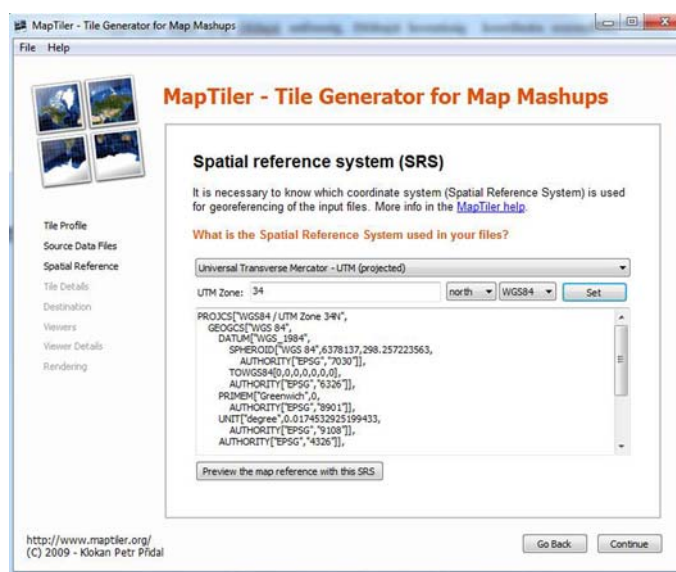 MapTiler - Tile Generator for Map Mashups
File Help
MapTiler - Tile Generator for Map Mashups
Tile Profile
Source Data Files
Spatial Reference
Tile Details
Destination
Viewers
Viewer Details
Rendering
Spatial reference system (SRS)
It is necessary to know which coordinate system (Spatial Reference System) is used
for georeferencing of the input files. More info in the MapTiler help.
What is the Spatial Reference System used in your files?
Universal Transverse Mercator - UTM (projected)
UTM Zone: 34 north WGS84 Set
PROJCS["WGS84 / UTM Zone 34N",
GEOGCS["WGS 84",
DATUM["WGS_1984",
SPHEROID["WGS 84",6378137,298.257223563,
AUTHORITY["EPSG","7030"]],
TOWGS84[0,0,0,0,0,0,0],
AUTHORITY["EPSG","6326"]],
PRIMEM["Greenwich",0,
AUTHORITY["EPSG","8901"]],
UNIT["degree",0.0174532925199433,
AUTHORITY["EPSG","9108"]],
AUTHORITY["EPSG","4326"]],
Preview the map reference with this SRS
http://www.maptiler.org/
(C) 2009 - Klokan Petr Přidal
Go Back Continue